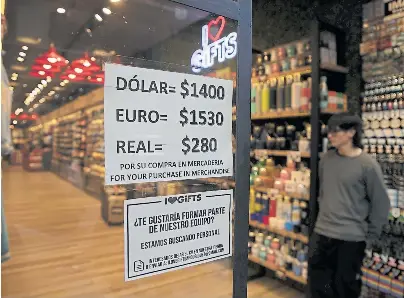 I ♥ GIFTS
DÓLAR= $1400
EURO= $1530
REAL= $280
POR SU COMPRA EN MERCADERIA
FOR YOUR PURCHASE IN MERCHANDISE.
I♥GIFTS
¿TE GUSTARÍA FORMAR PARTE
DE NUESTRO EQUIPO?
ESTAMOS BUSCANDO PERSONAL